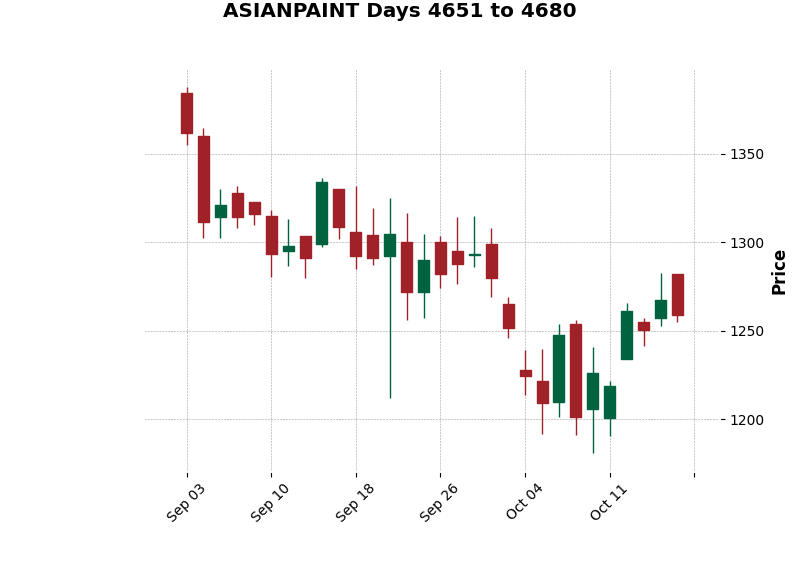 ASIANPAINT Days 4651 to 4680
1350
1300
1250
1200
Price
Sep 03
Sep 10
Sep 18
Sep 26
Oct 04
Oct 11